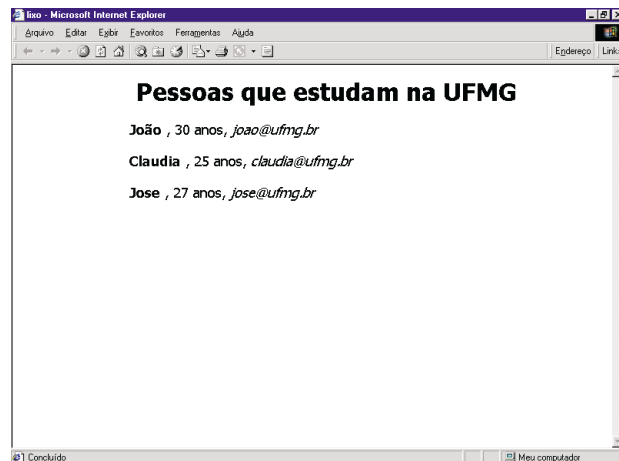 lixo - Microsoft Internet Explorer
Arquivo Editar Exibir Favoritos Ferramentas Ajuda
Endereço Link
Pessoas que estudam na UFMG
João , 30 anos, joao@ufmg.br
Claudia , 25 anos, claudia@ufmg.br
Jose , 27 anos, jose@ufmg.br
Concluído Meu computador